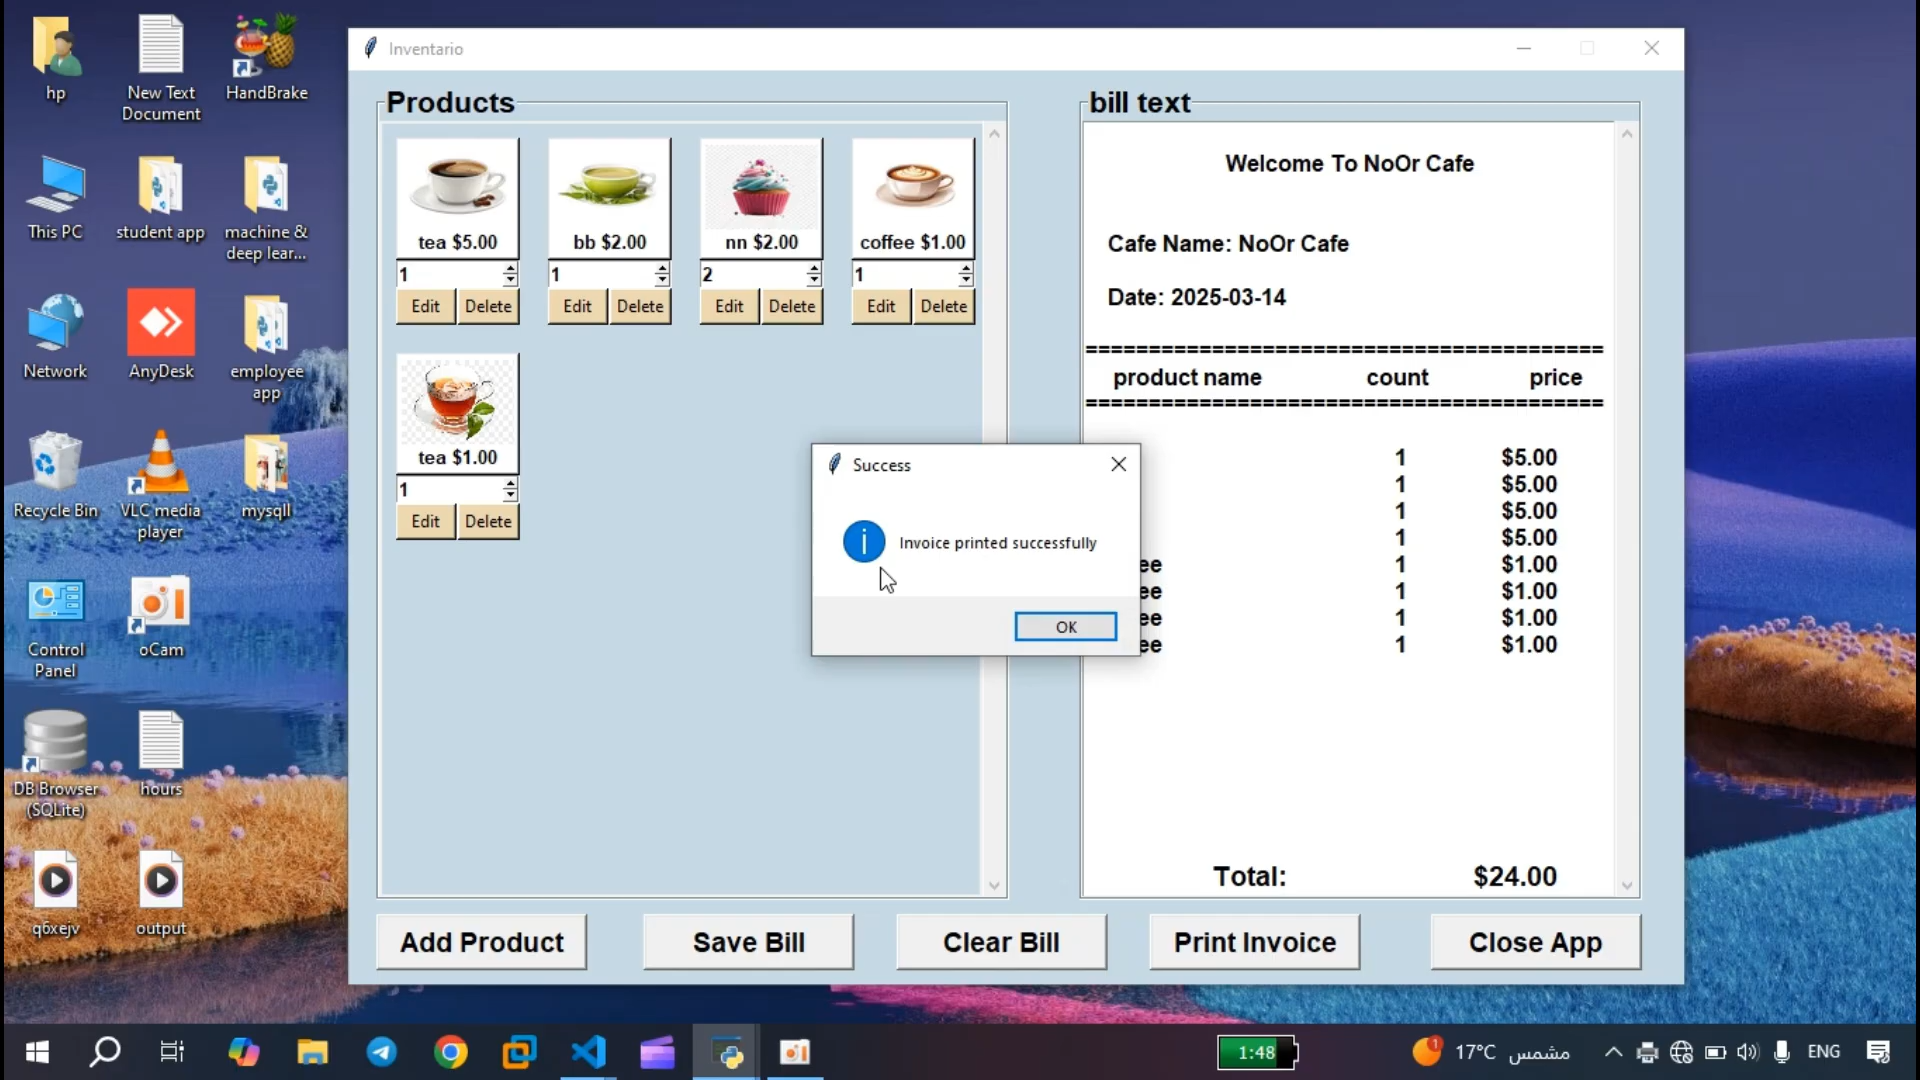 hp
New Text
Document
HandBrake
This PC
student app
machine &
deep lear...
Network
AnyDesk
employee
app
Recycle Bin
VLC media
player
mysqll
Control
Panel
oCam
DB Browser
(SQLite)
hours
q6xejv
output
Inventario
Products
tea $5.00
bb $2.00
nn $2.00
coffee $1.00
1
1
2
1
Edit
Delete
Edit
Delete
Edit
Delete
Edit
Delete
tea $1.00
1
Edit
Delete
bill text
Welcome To NoOr Cafe
Cafe Name: NoOr Cafe
Date: 2025-03-14
=========================================
product name count price
=========================================
1 $5.00
1 $5.00
1 $5.00
1 $5.00
ee 1 $1.00
ee 1 $1.00
ee 1 $1.00
ee 1 $1.00
Total: $24.00
Success
Invoice printed successfully
OK
Add Product
Save Bill
Clear Bill
Print Invoice
Close App
1:48
1
17°C مشمس
ENG